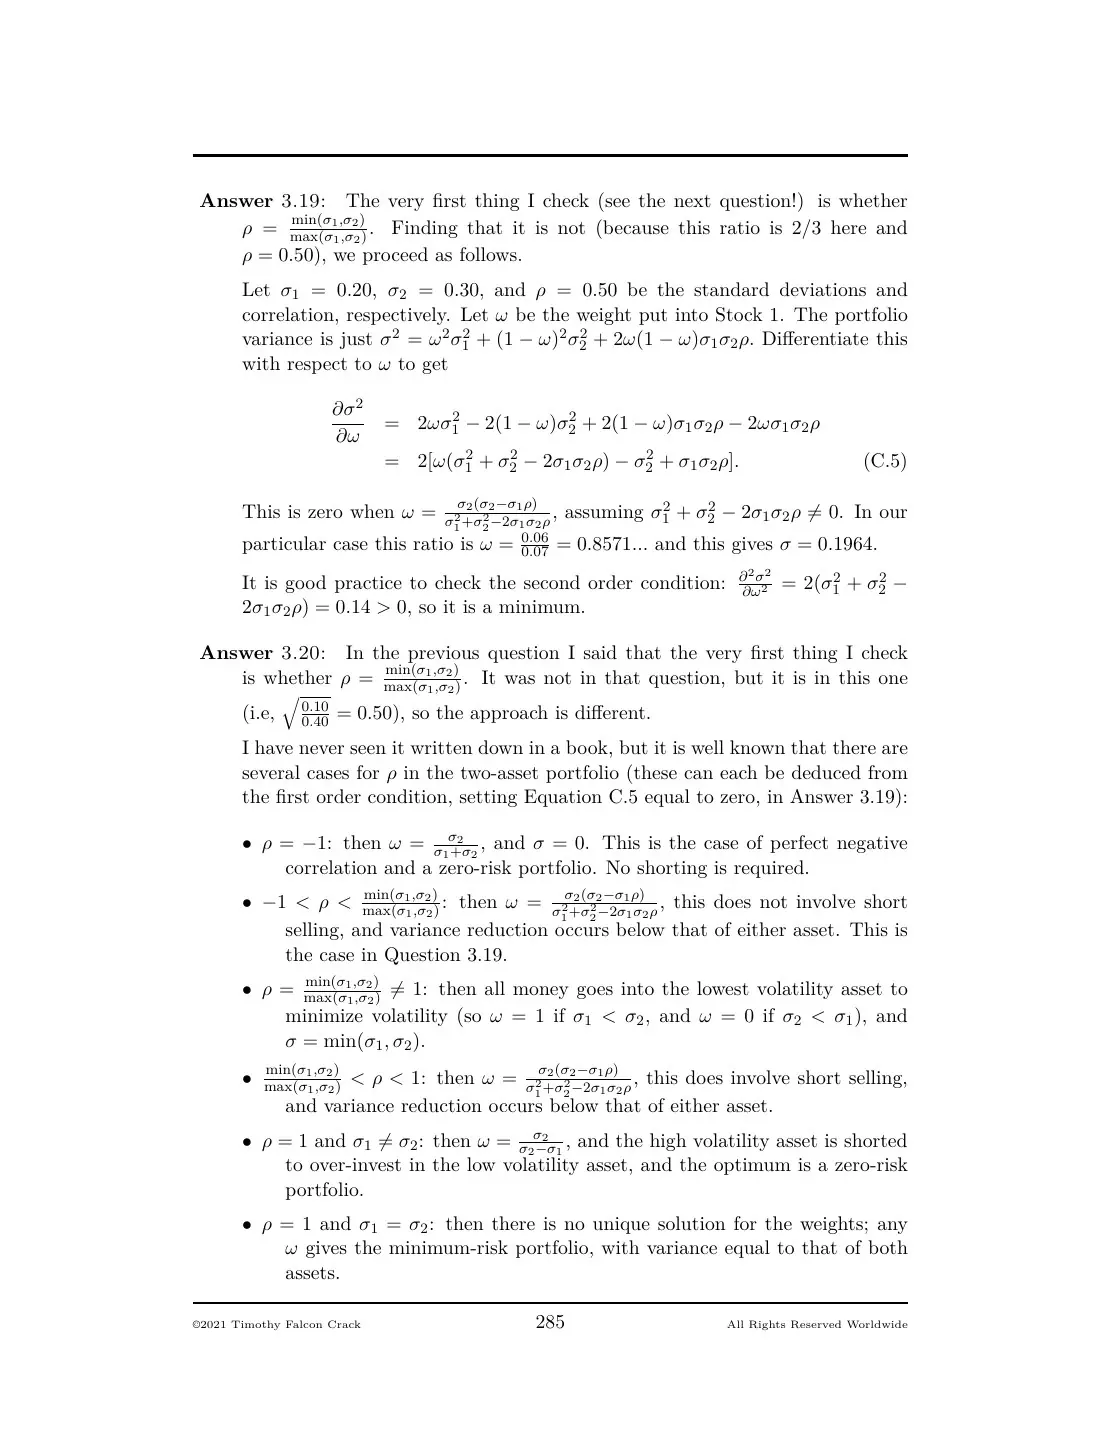 Answer 3.19: The very first thing I check (see the next question!) is whether
ρ = min(σ₁,σ₂)/max(σ₁,σ₂). Finding that it is not (because this ratio is 2/3 here and
ρ = 0.50), we proceed as follows.
Let σ₁ = 0.20, σ₂ = 0.30, and ρ = 0.50 be the standard deviations and
correlation, respectively. Let ω be the weight put into Stock 1. The portfolio
variance is just σ² = ω²σ₁² + (1 − ω)²σ₂² + 2ω(1 − ω)σ₁σ₂ρ. Differentiate this
with respect to ω to get
∂σ²/∂ω = 2ωσ₁² − 2(1 − ω)σ₂² + 2(1 − ω)σ₁σ₂ρ − 2ωσ₁σ₂ρ
= 2[ω(σ₁² + σ₂² − 2σ₁σ₂ρ) − σ₂² + σ₁σ₂ρ]. (C.5)
This is zero when ω = σ₂(σ₂−σ₁ρ)/(σ₁²+σ₂²−2σ₁σ₂ρ), assuming σ₁² + σ₂² − 2σ₁σ₂ρ ≠ 0. In our
particular case this ratio is ω = 0.06/0.07 = 0.8571... and this gives σ = 0.1964.
It is good practice to check the second order condition: ∂²σ²/∂ω² = 2(σ₁² + σ₂² −
2σ₁σ₂ρ) = 0.14 > 0, so it is a minimum.
Answer 3.20: In the previous question I said that the very first thing I check
is whether ρ = min(σ₁,σ₂)/max(σ₁,σ₂). It was not in that question, but it is in this one
(i.e, √(0.10/0.40) = 0.50), so the approach is different.
I have never seen it written down in a book, but it is well known that there are
several cases for ρ in the two-asset portfolio (these can each be deduced from
the first order condition, setting Equation C.5 equal to zero, in Answer 3.19):
• ρ = −1: then ω = σ₂/(σ₁+σ₂), and σ = 0. This is the case of perfect negative
correlation and a zero-risk portfolio. No shorting is required.
• −1 < ρ < min(σ₁,σ₂)/max(σ₁,σ₂): then ω = σ₂(σ₂−σ₁ρ)/(σ₁²+σ₂²−2σ₁σ₂ρ), this does not involve short
selling, and variance reduction occurs below that of either asset. This is
the case in Question 3.19.
• ρ = min(σ₁,σ₂)/max(σ₁,σ₂) ≠ 1: then all money goes into the lowest volatility asset to
minimize volatility (so ω = 1 if σ₁ < σ₂, and ω = 0 if σ₂ < σ₁), and
σ = min(σ₁, σ₂).
• min(σ₁,σ₂)/max(σ₁,σ₂) < ρ < 1: then ω = σ₂(σ₂−σ₁ρ)/(σ₁²+σ₂²−2σ₁σ₂ρ), this does involve short selling,
and variance reduction occurs below that of either asset.
• ρ = 1 and σ₁ ≠ σ₂: then ω = σ₂/(σ₂−σ₁), and the high volatility asset is shorted
to over-invest in the low volatility asset, and the optimum is a zero-risk
portfolio.
• ρ = 1 and σ₁ = σ₂: then there is no unique solution for the weights; any
ω gives the minimum-risk portfolio, with variance equal to that of both
assets.
©2021 Timothy Falcon Crack 285 All Rights Reserved Worldwide